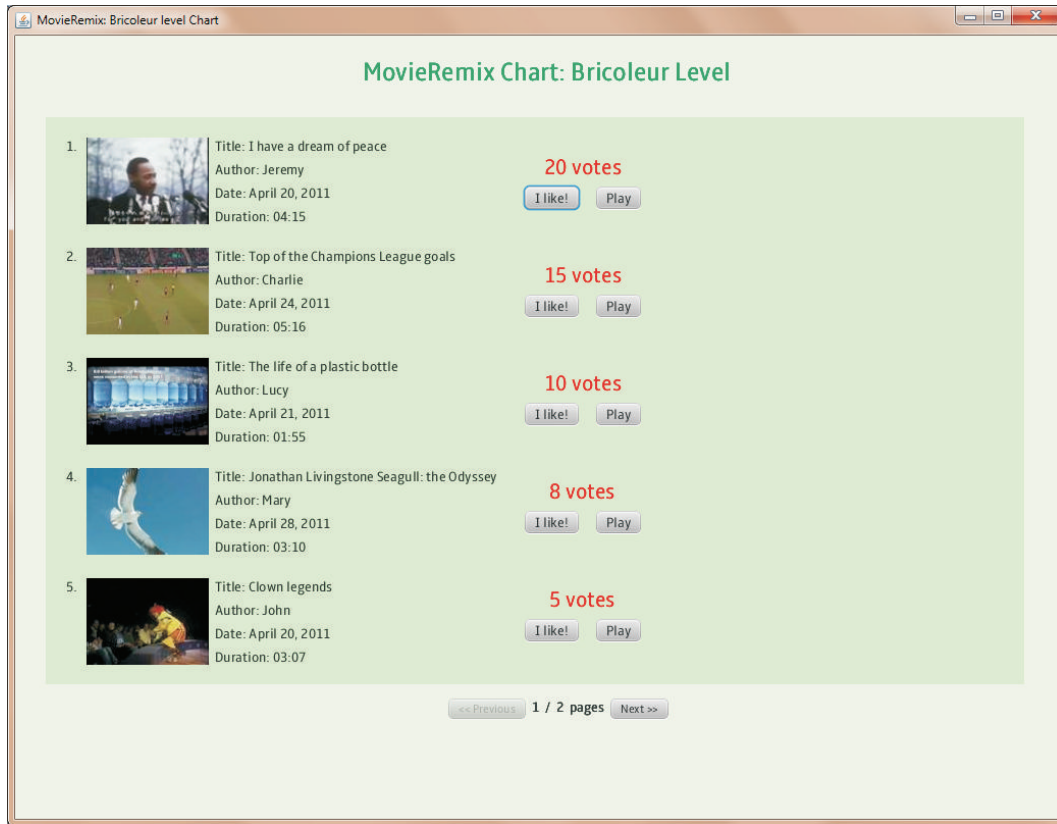 MovieRemix: Bricoleur level Chart
MovieRemix Chart: Bricoleur Level
1.
Title: I have a dream of peace
Author: Jeremy
Date: April 20, 2011
Duration: 04:15
20 votes
I like! Play
2.
Title: Top of the Champions League goals
Author: Charlie
Date: April 24, 2011
Duration: 05:16
15 votes
I like! Play
3.
Title: The life of a plastic bottle
Author: Lucy
Date: April 21, 2011
Duration: 01:55
10 votes
I like! Play
4.
Title: Jonathan Livingstone Seagull: the Odyssey
Author: Mary
Date: April 28, 2011
Duration: 03:10
8 votes
I like! Play
5.
Title: Clown legends
Author: John
Date: April 20, 2011
Duration: 03:07
5 votes
I like! Play
<< Previous 1 / 2 pages Next >>